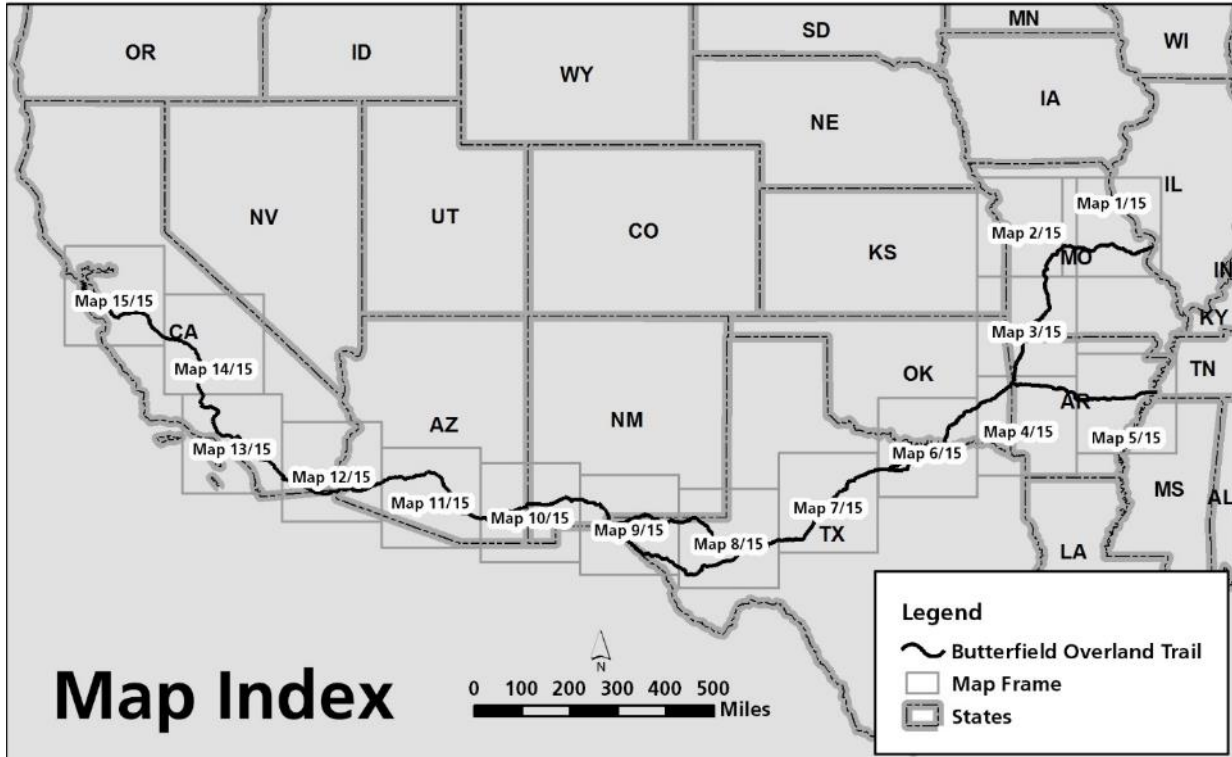 MN
SD
WI
OR
ID
WY
IA
NE
IL
Map 1/15
NV
UT
CO
Map 2/15
KS
MO
IN
Map 15/15
KY
CA
Map 3/15
Map 14/15
OK
TN
AZ
NM
AR
Map 4/15
Map 5/15
Map 13/15
Map 6/15
Map 12/15
MS
AL
Map 11/15
Map 10/15
Map 9/15
Map 7/15
TX
Map 8/15
LA
Legend
Butterfield Overland Trail
Map Frame
States
Map Index
N
0 100 200 300 400 500
Miles